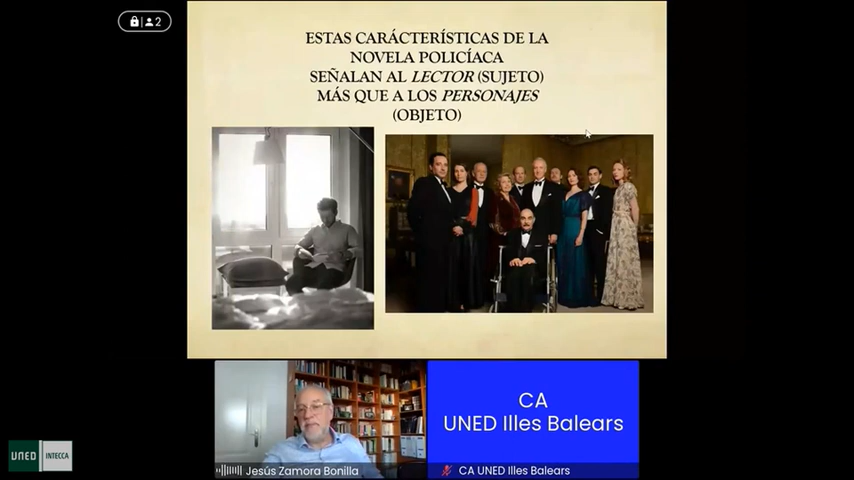 2
ESTAS CARÁCTERÍSTICAS DE LA
NOVELA POLICÍACA
SEÑALAN AL LECTOR (SUJETO)
MÁS QUE A LOS PERSONAJES
(OBJETO)
CA
UNED Illes Balears
Jesús Zamora Bonilla
CA UNED Illes Balears
UNED INTECCA